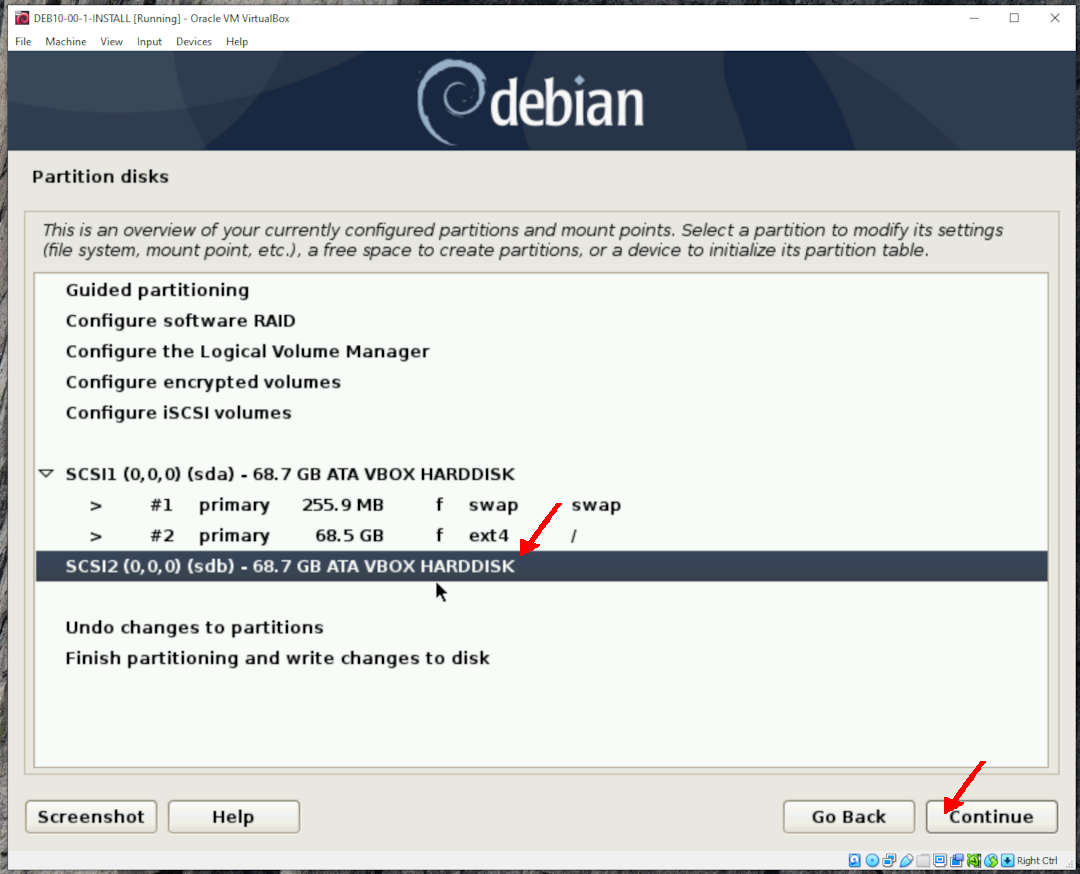 DEB10-00-1-INSTALL [Running] - Oracle VM VirtualBox
File Machine View Input Devices Help
debian
Partition disks
This is an overview of your currently configured partitions and mount points. Select a partition to modify its settings
(file system, mount point, etc.), a free space to create partitions, or a device to initialize its partition table.
Guided partitioning
Configure software RAID
Configure the Logical Volume Manager
Configure encrypted volumes
Configure iSCSI volumes
SCSI1 (0,0,0) (sda) - 68.7 GB ATA VBOX HARDDISK
> #1 primary 255.9 MB f swap swap
> #2 primary 68.5 GB f ext4 /
SCSI2 (0,0,0) (sdb) - 68.7 GB ATA VBOX HARDDISK
Undo changes to partitions
Finish partitioning and write changes to disk
Screenshot Help Go Back Continue
Right Ctrl